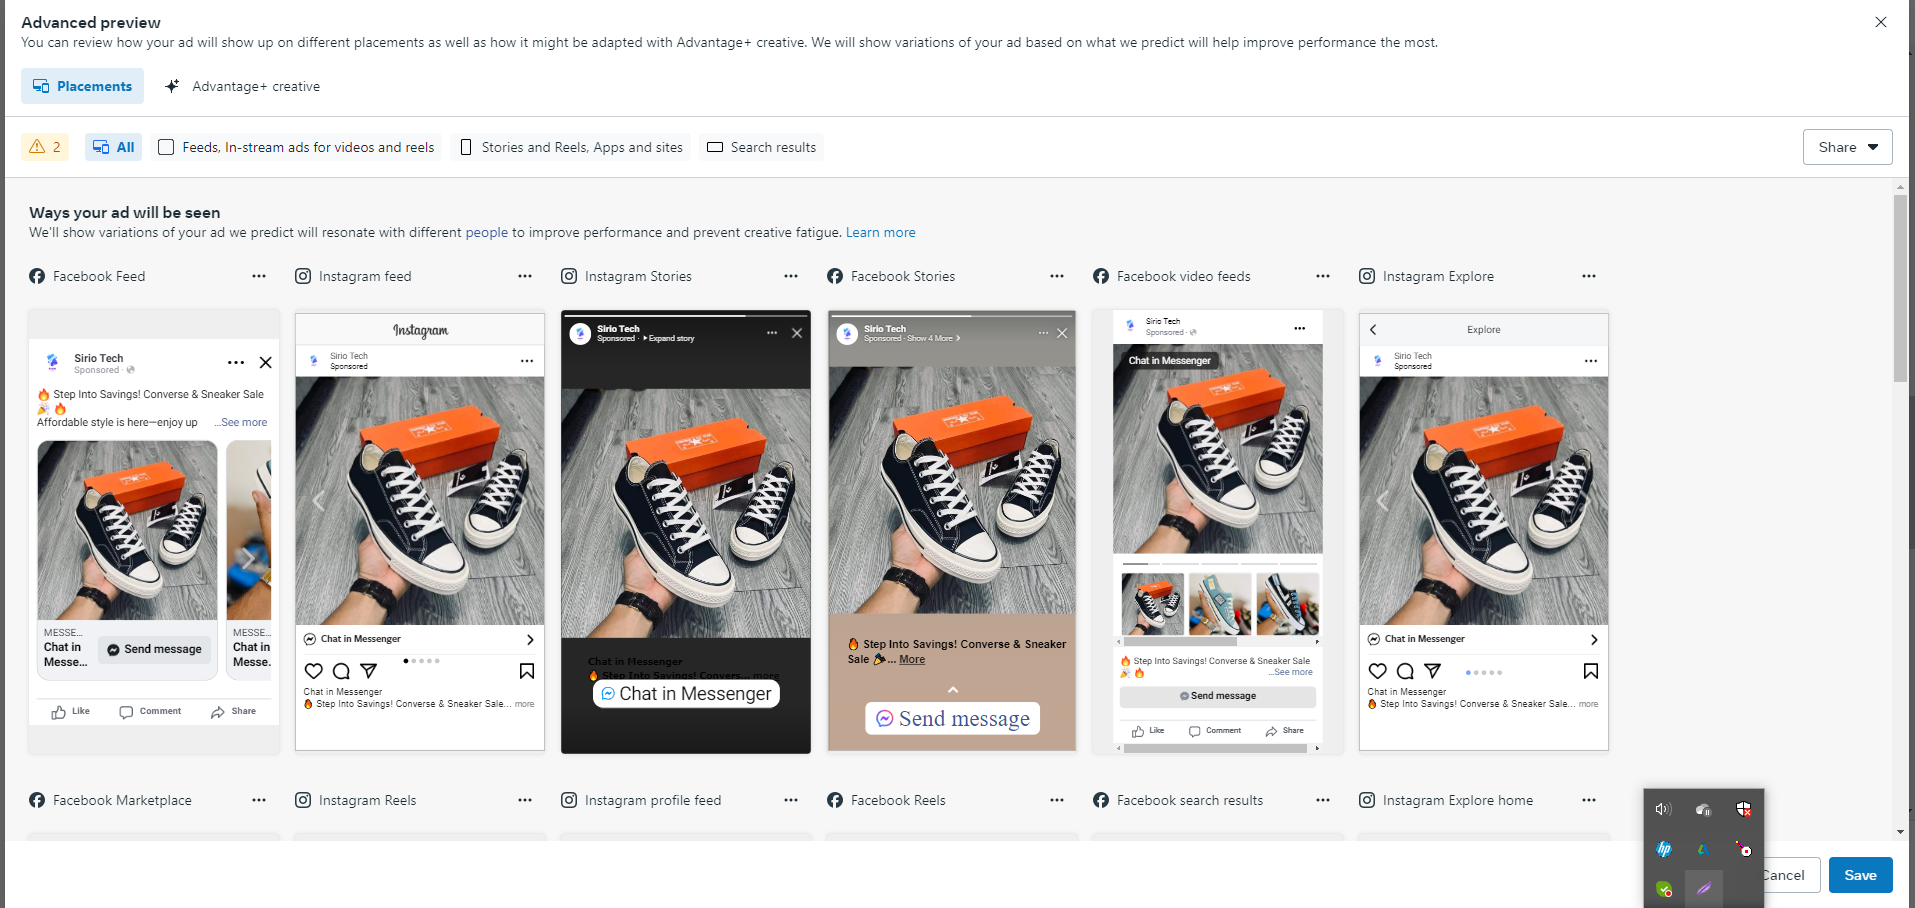 Advanced preview
You can review how your ad will show up on different placements as well as how it might be adapted with Advantage+ creative. We will show variations of your ad based on what we predict will help improve performance the most.
Placements
Advantage+ creative
2
All
Feeds, In-stream ads for videos and reels
Stories and Reels, Apps and sites
Search results
Share
Ways your ad will be seen
We'll show variations of your ad we predict will resonate with different people to improve performance and prevent creative fatigue. Learn more
Facebook Feed
Instagram feed
Instagram Stories
Facebook Stories
Facebook video feeds
Instagram Explore
Sirio Tech
Sponsored ·
🔥 Step Into Savings! Converse & Sneaker Sale
🎉 🔥
Affordable style is here—enjoy up ...See more
MESSE...
Chat in
Messe...
Send message
MESSE...
Chat in
Messe.
Like
Comment
Share
Instagram
Sirio Tech
Sponsored
Chat in Messenger
Chat in Messenger
🔥 Step Into Savings! Converse & Sneaker Sale... more
Sirio Tech
Sponsored · Expand story
Chat in Messenger
🔥 Step Into Savings! Convers... more
Chat in Messenger
Sirio Tech
Sponsored · Show 4 More
🔥 Step Into Savings! Converse & Sneaker
Sale 🎉... More
Send message
Sirio Tech
Sponsored ·
Chat in Messenger
🔥 Step Into Savings! Converse & Sneaker Sale
🎉 🔥 ...See more
Send message
Like
Comment
Share
Explore
Sirio Tech
Sponsored
Chat in Messenger
Chat in Messenger
🔥 Step Into Savings! Converse & Sneaker Sale... more
Facebook Marketplace
Instagram Reels
Instagram profile feed
Facebook Reels
Facebook search results
Instagram Explore home
hp
Cancel
Save